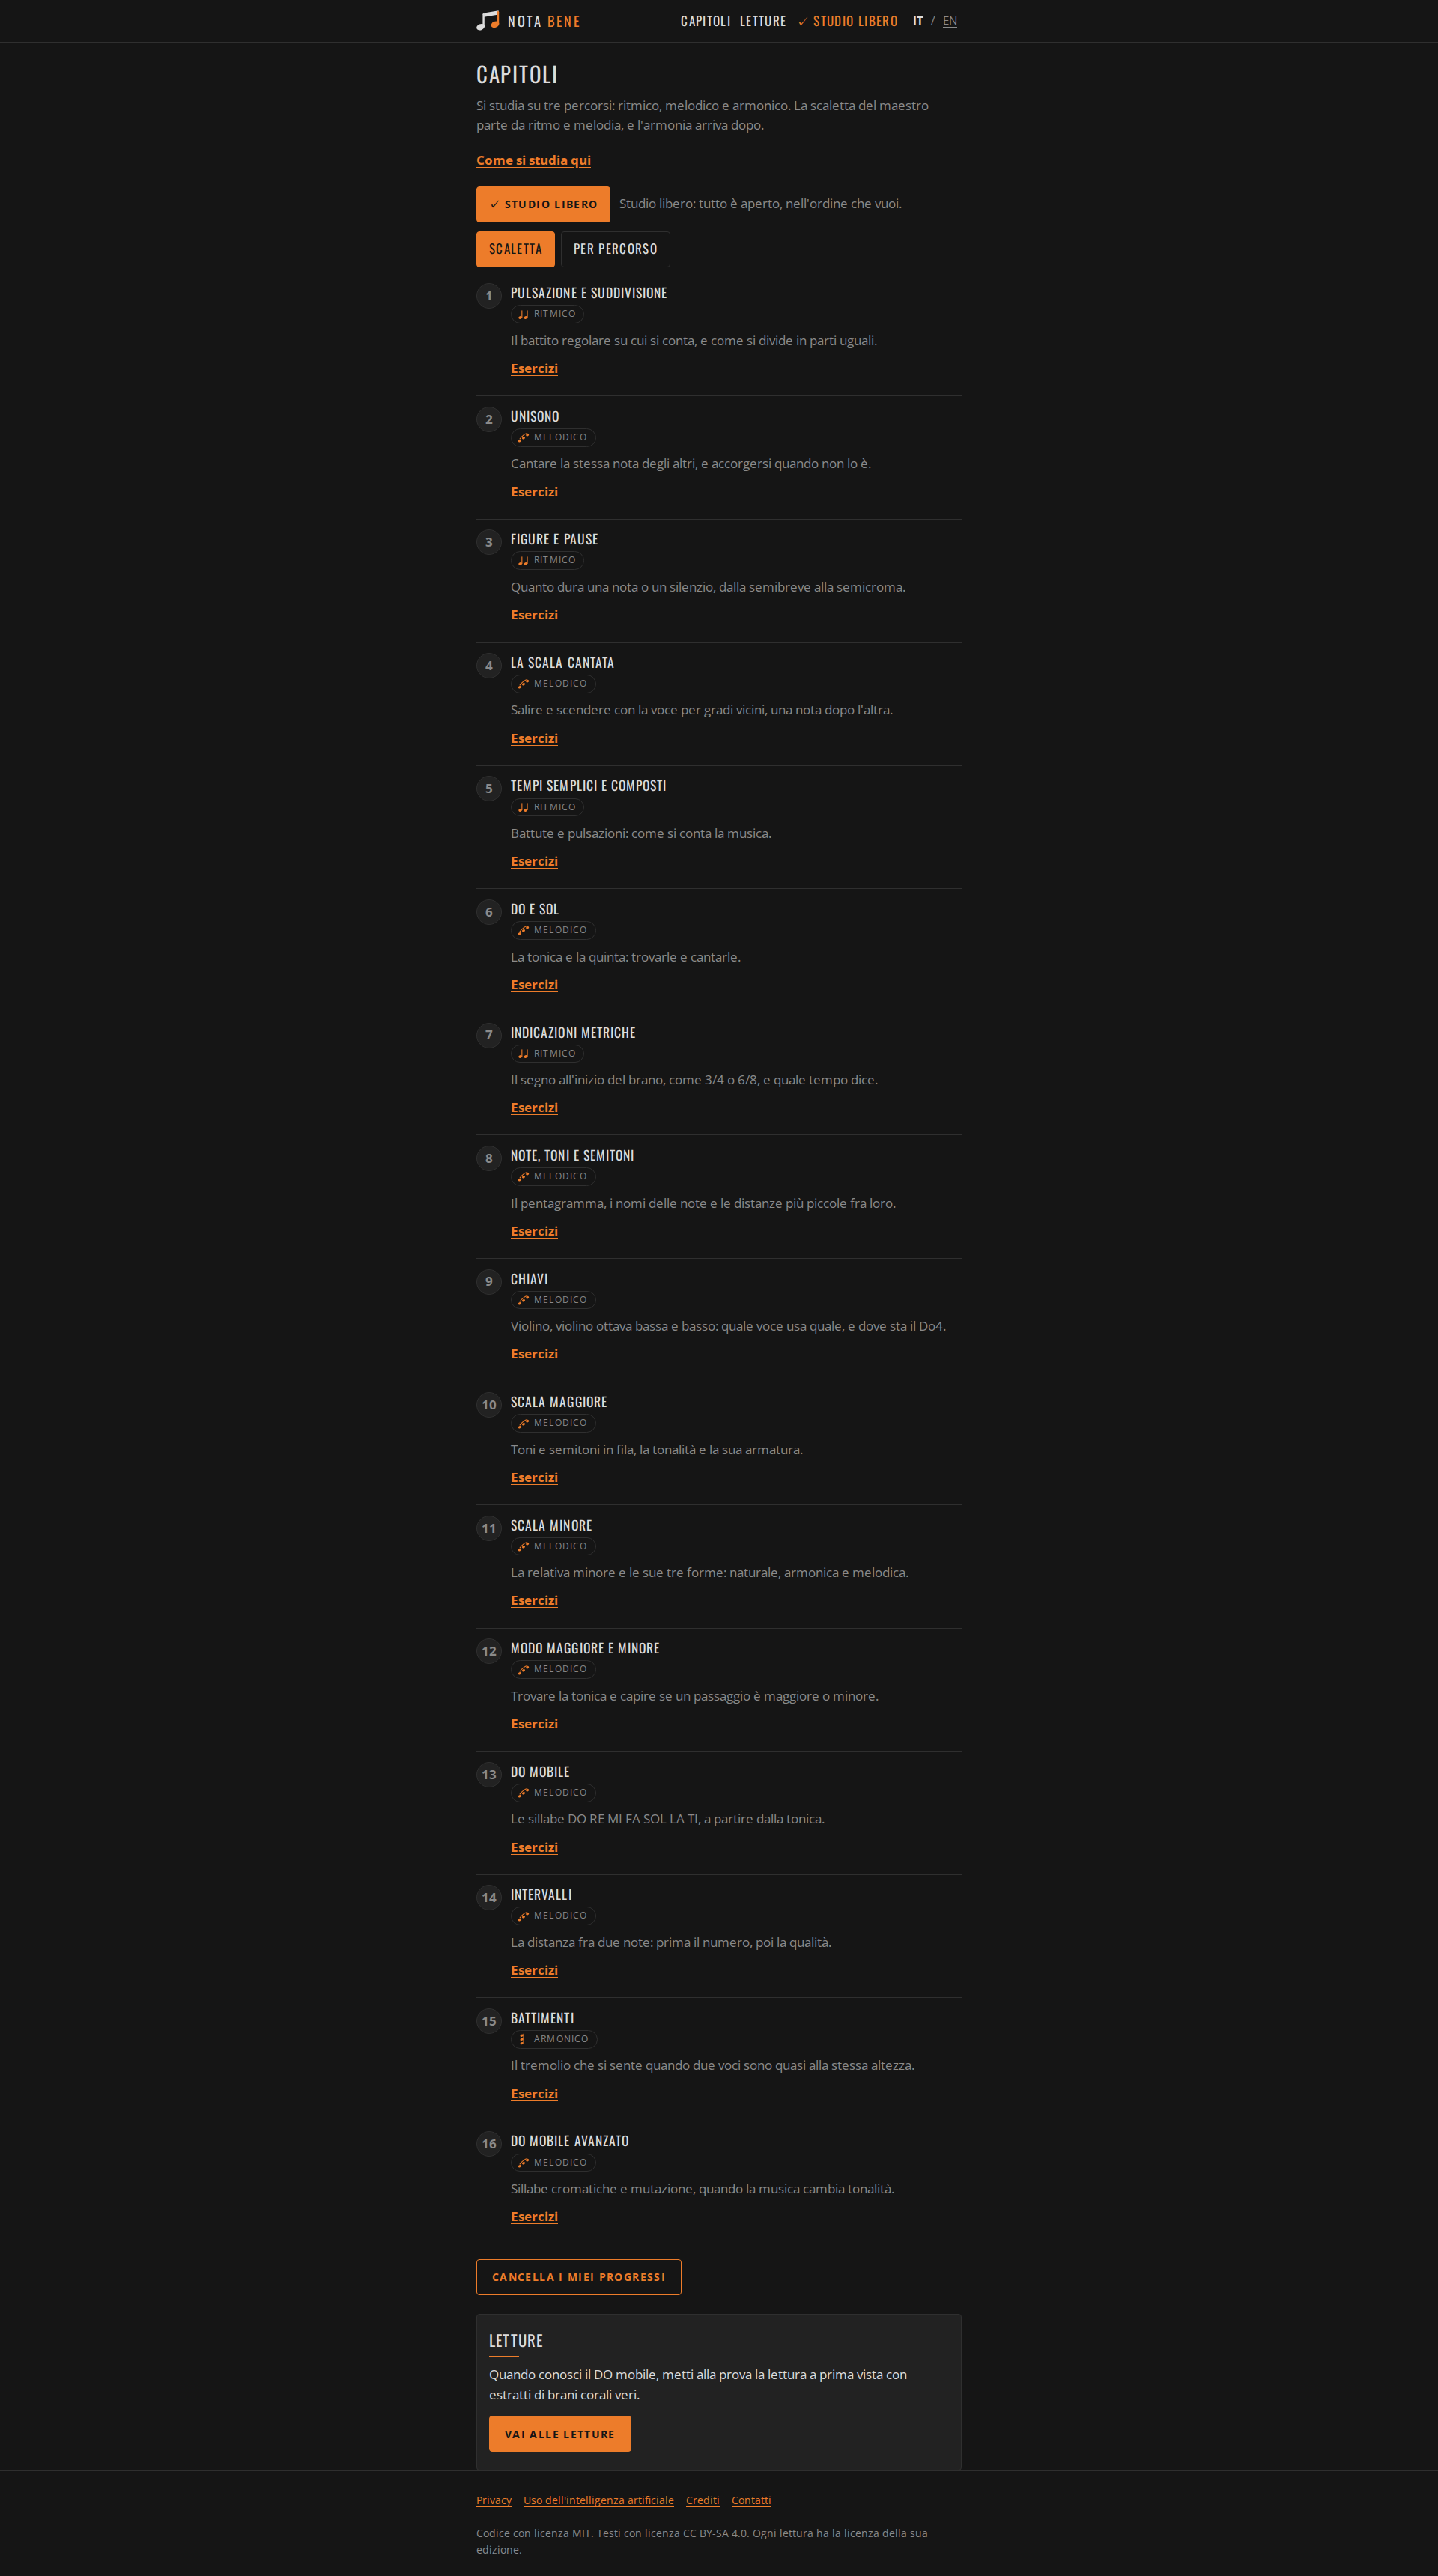 NOTA BENE
CAPITOLI LETTURE ✓ STUDIO LIBERO IT / EN
CAPITOLI
Si studia su tre percorsi: ritmico, melodico e armonico. La scaletta del maestro
parte da ritmo e melodia, e l'armonia arriva dopo.
Come si studia qui
✓ STUDIO LIBERO Studio libero: tutto è aperto, nell'ordine che vuoi.
SCALETTA PER PERCORSO
1 PULSAZIONE E SUDDIVISIONE
RITMICO
Il battito regolare su cui si conta, e come si divide in parti uguali.
Esercizi
2 UNISONO
MELODICO
Cantare la stessa nota degli altri, e accorgersi quando non lo è.
Esercizi
3 FIGURE E PAUSE
RITMICO
Quanto dura una nota o un silenzio, dalla semibreve alla semicroma.
Esercizi
4 LA SCALA CANTATA
MELODICO
Salire e scendere con la voce per gradi vicini, una nota dopo l'altra.
Esercizi
5 TEMPI SEMPLICI E COMPOSTI
RITMICO
Battute e pulsazioni: come si conta la musica.
Esercizi
6 DO E SOL
MELODICO
La tonica e la quinta: trovarle e cantarle.
Esercizi
7 INDICAZIONI METRICHE
RITMICO
Il segno all'inizio del brano, come 3/4 o 6/8, e quale tempo dice.
Esercizi
8 NOTE, TONI E SEMITONI
MELODICO
Il pentagramma, i nomi delle note e le distanze più piccole fra loro.
Esercizi
9 CHIAVI
MELODICO
Violino, violino ottava bassa e basso: quale voce usa quale, e dove sta il Do4.
Esercizi
10 SCALA MAGGIORE
MELODICO
Toni e semitoni in fila, la tonalità e la sua armatura.
Esercizi
11 SCALA MINORE
MELODICO
La relativa minore e le sue tre forme: naturale, armonica e melodica.
Esercizi
12 MODO MAGGIORE E MINORE
MELODICO
Trovare la tonica e capire se un passaggio è maggiore o minore.
Esercizi
13 DO MOBILE
MELODICO
Le sillabe DO RE MI FA SOL LA TI, a partire dalla tonica.
Esercizi
14 INTERVALLI
MELODICO
La distanza fra due note: prima il numero, poi la qualità.
Esercizi
15 BATTIMENTI
ARMONICO
Il tremolio che si sente quando due voci sono quasi alla stessa altezza.
Esercizi
16 DO MOBILE AVANZATO
MELODICO
Sillabe cromatiche e mutazione, quando la musica cambia tonalità.
Esercizi
CANCELLA I MIEI PROGRESSI
LETTURE
Quando conosci il DO mobile, metti alla prova la lettura a prima vista con
estratti di brani corali veri.
VAI ALLE LETTURE
Privacy Uso dell'intelligenza artificiale Crediti Contatti
Codice con licenza MIT. Testi con licenza CC BY-SA 4.0. Ogni lettura ha la licenza della sua
edizione.